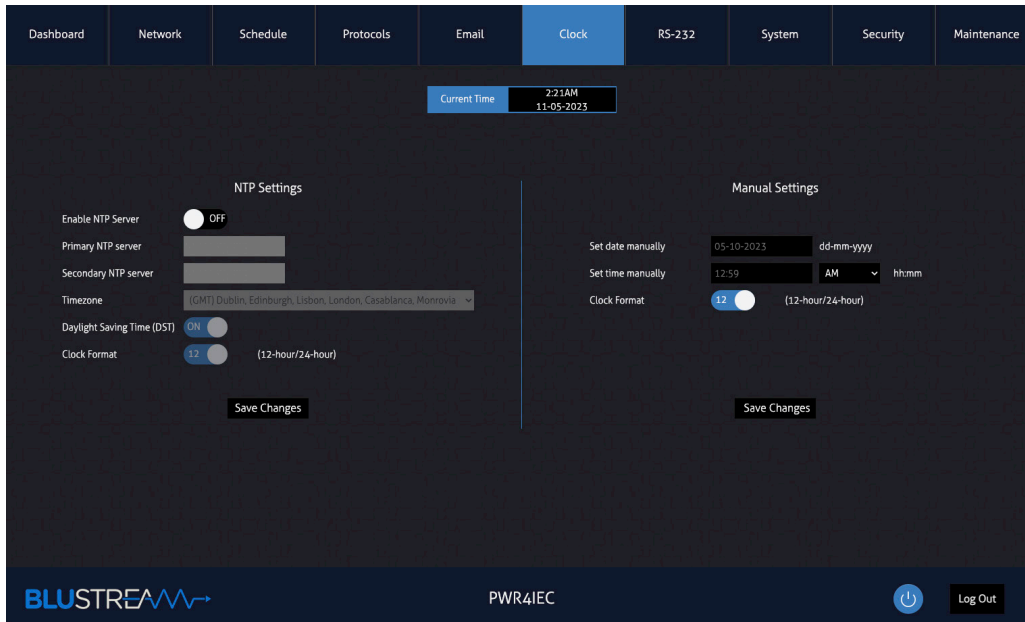 Dashboard Network Schedule Protocols Email Clock RS-232 System Security Maintenance
Current Time
2:21AM
11-05-2023
NTP Settings
Enable NTP Server OFF
Primary NTP server
Secondary NTP server
Timezone (GMT) Dublin, Edinburgh, Lisbon, London, Casablanca, Monrovia
Daylight Saving Time (DST) ON
Clock Format 12 (12-hour/24-hour)
Save Changes
Manual Settings
Set date manually 05-10-2023 dd-mm-yyyy
Set time manually 12:59 AM hh:mm
Clock Format 12 (12-hour/24-hour)
Save Changes
BLUSTREAM PWR4IEC Log Out